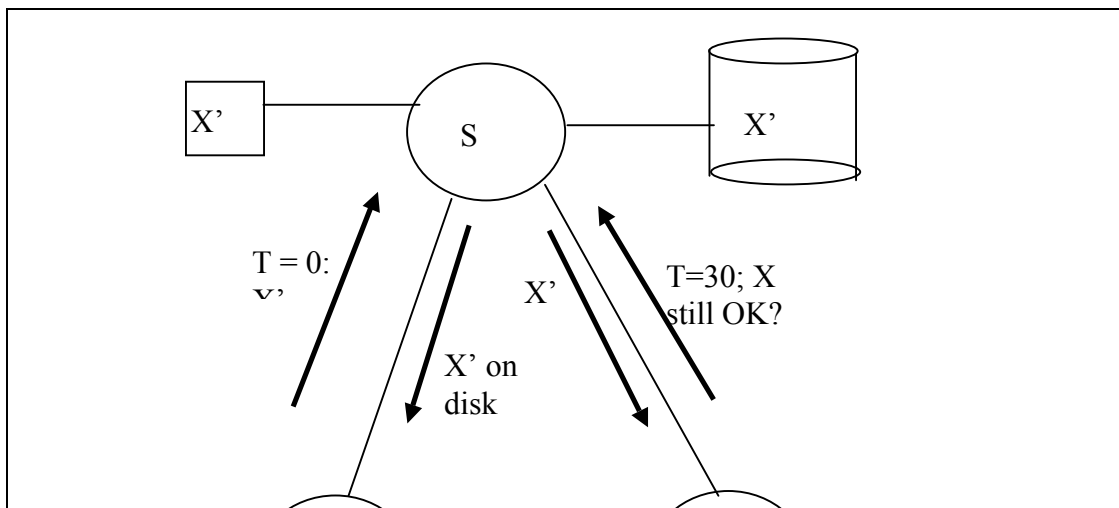 X’
S
X’
T = 0:
X’
X’ on
disk
X’
T=30; X
still OK?